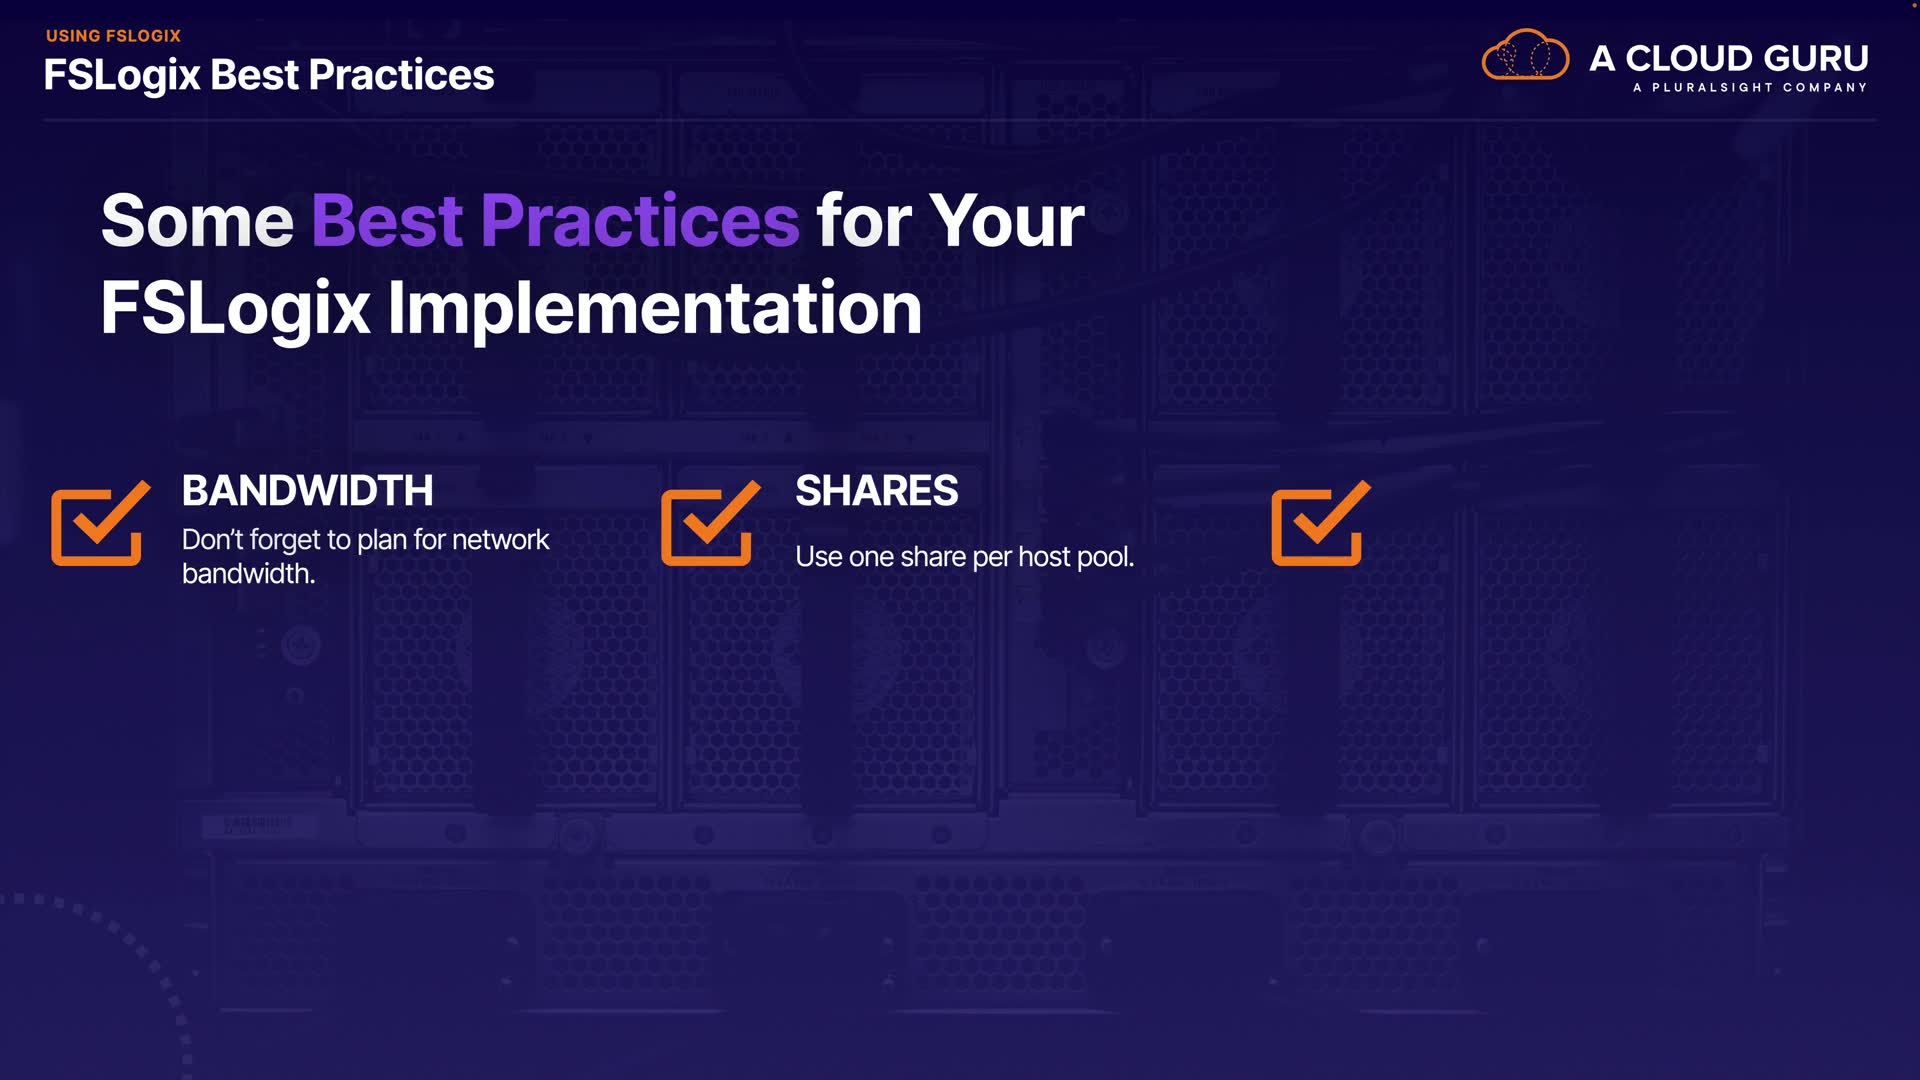 USING FSLOGIX
FSLogix Best Practices
A CLOUD GURU
A PLURALSIGHT COMPANY
Some Best Practices for Your
FSLogix Implementation
BANDWIDTH
Don’t forget to plan for network
bandwidth.
SHARES
Use one share per host pool.